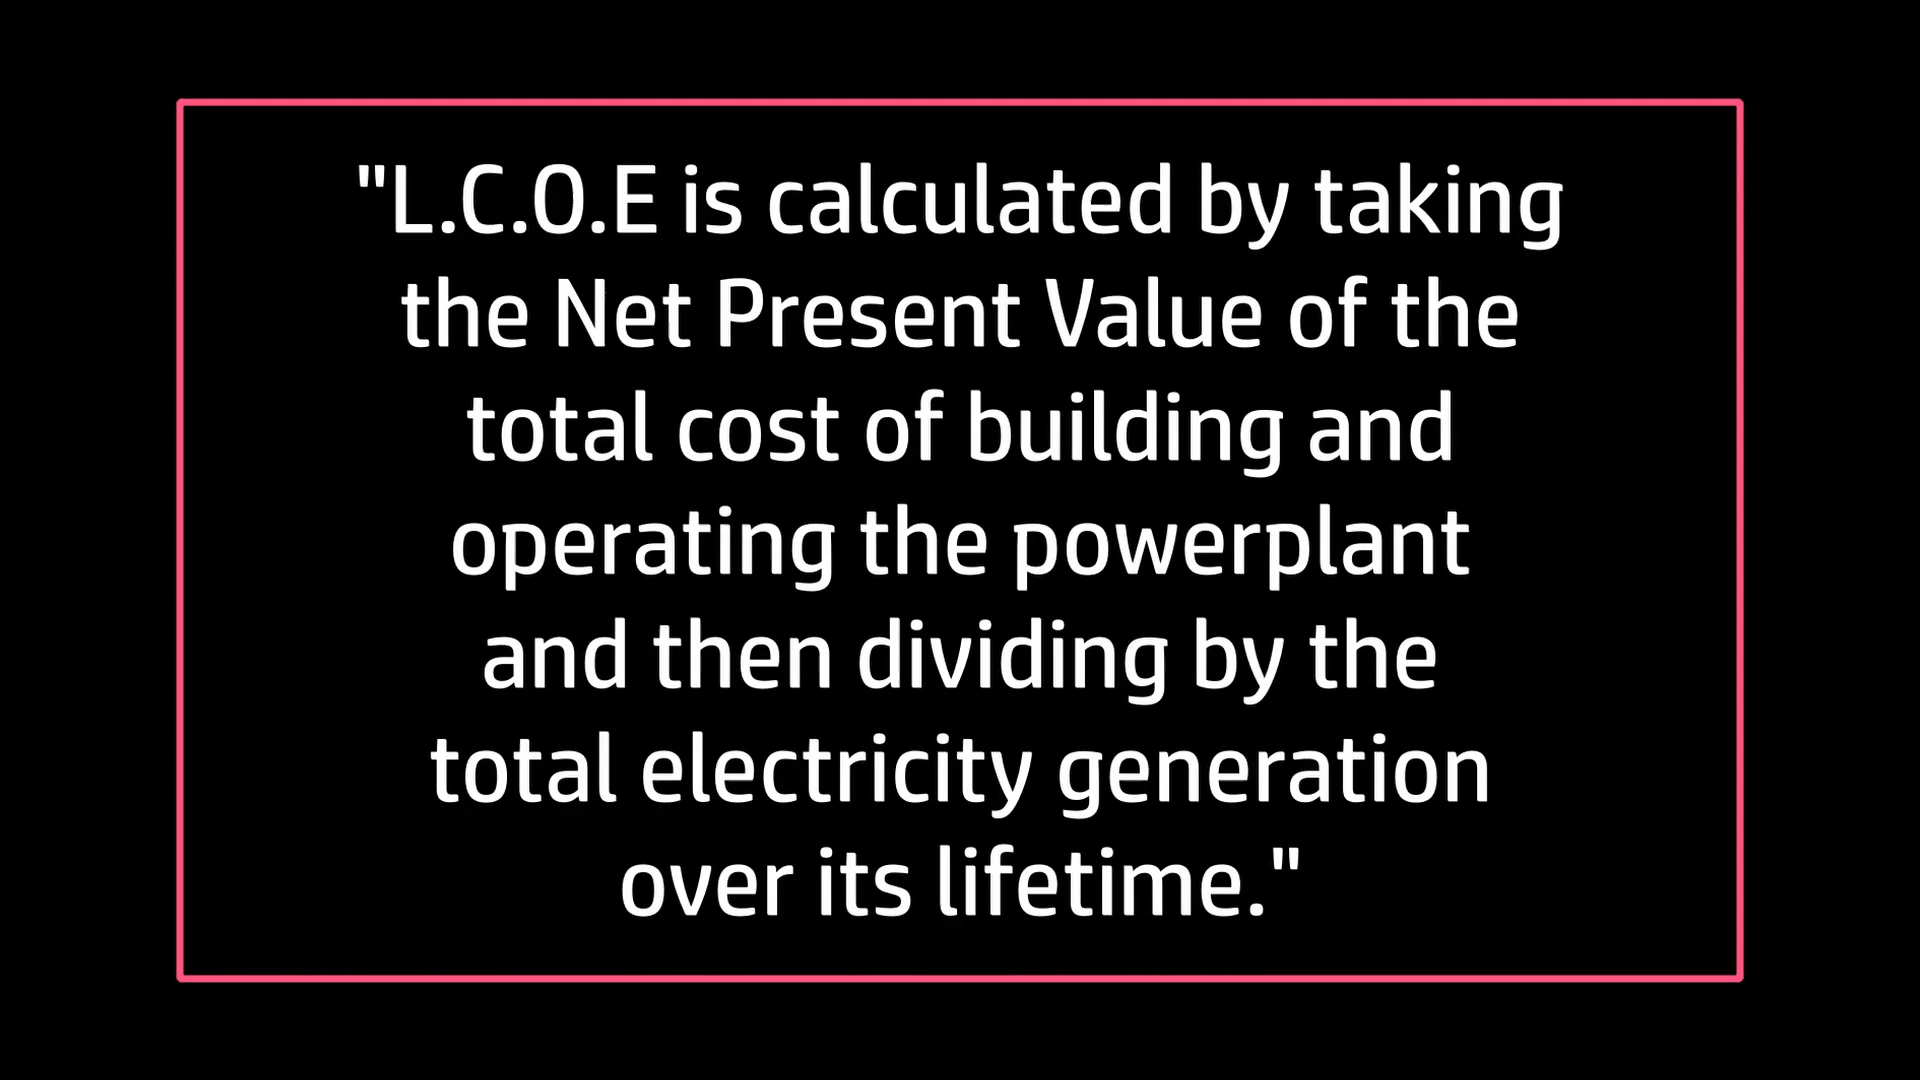 "L.C.O.E is calculated by taking
the Net Present Value of the
total cost of building and
operating the powerplant
and then dividing by the
total electricity generation
over its lifetime."